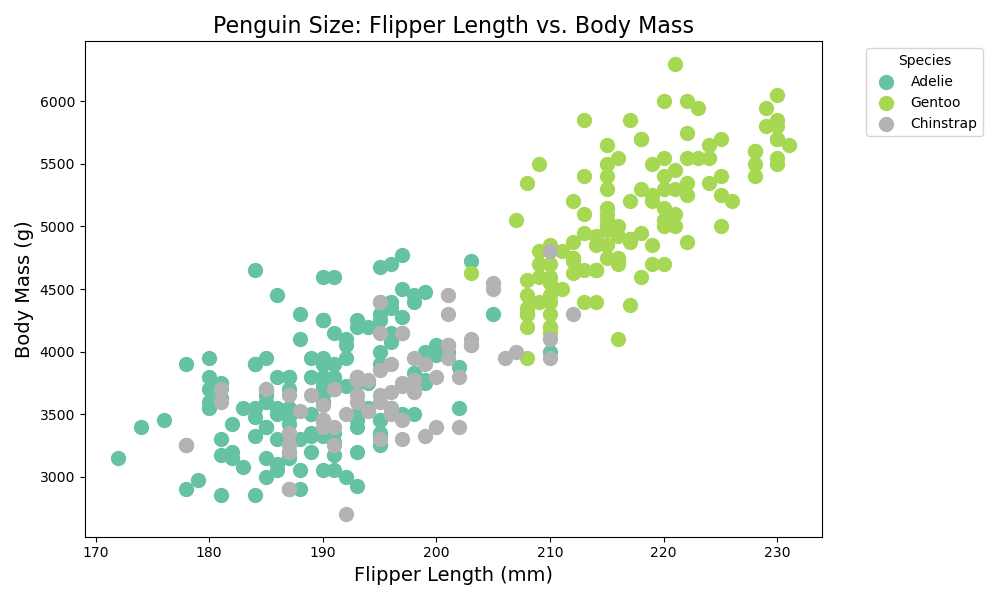 Penguin Size: Flipper Length vs. Body Mass
Species
Adelie
Gentoo
Chinstrap
Body Mass (g)
6000
5500
5000
4500
4000
3500
3000
170 180 190 200 210 220 230
Flipper Length (mm)